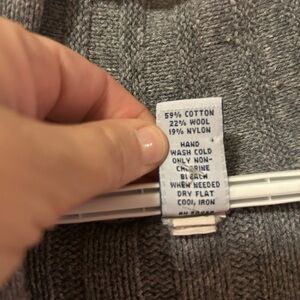 59% COTTON
22% WOOL
19% NYLON
HAND
WASH COLD
ONLY NON-
CHLORINE
BLEACH
WHEN NEEDED
DRY FLAT
COOL IRON